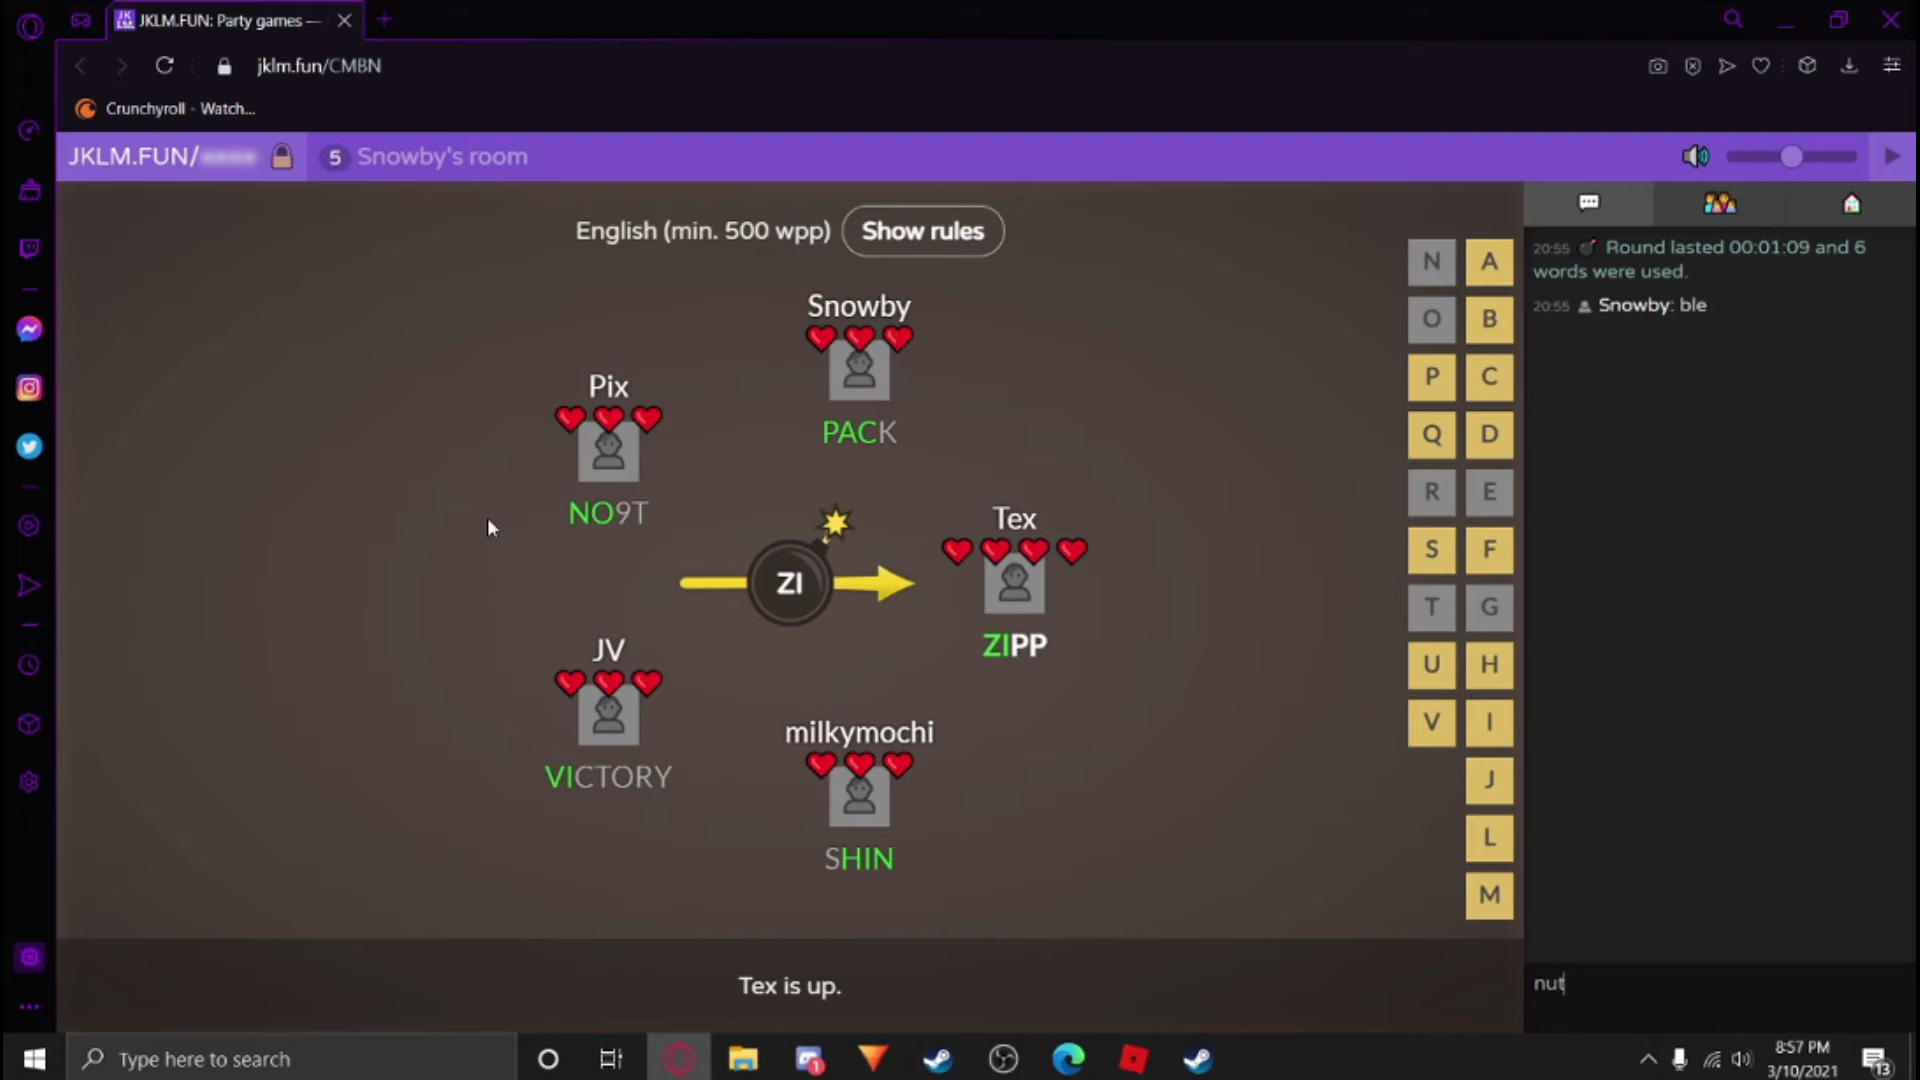 JKLM.FUN: Party games —
jklm.fun/CMBN
Crunchyroll - Watch...
JKLM.FUN/
5 Snowby's room
English (min. 500 wpp) Show rules
Snowby
PACK
Pix
NO9T
Tex
ZIPP
ZI
JV
VICTORY
milkymochi
SHIN
N A
O B
P C
Q D
R E
S F
T G
U H
V I
J
L
M
20:55 Round lasted 00:01:09 and 6
words were used.
20:55 Snowby: ble
Tex is up.
nut
Type here to search
1
8:57 PM
3/10/2021
13